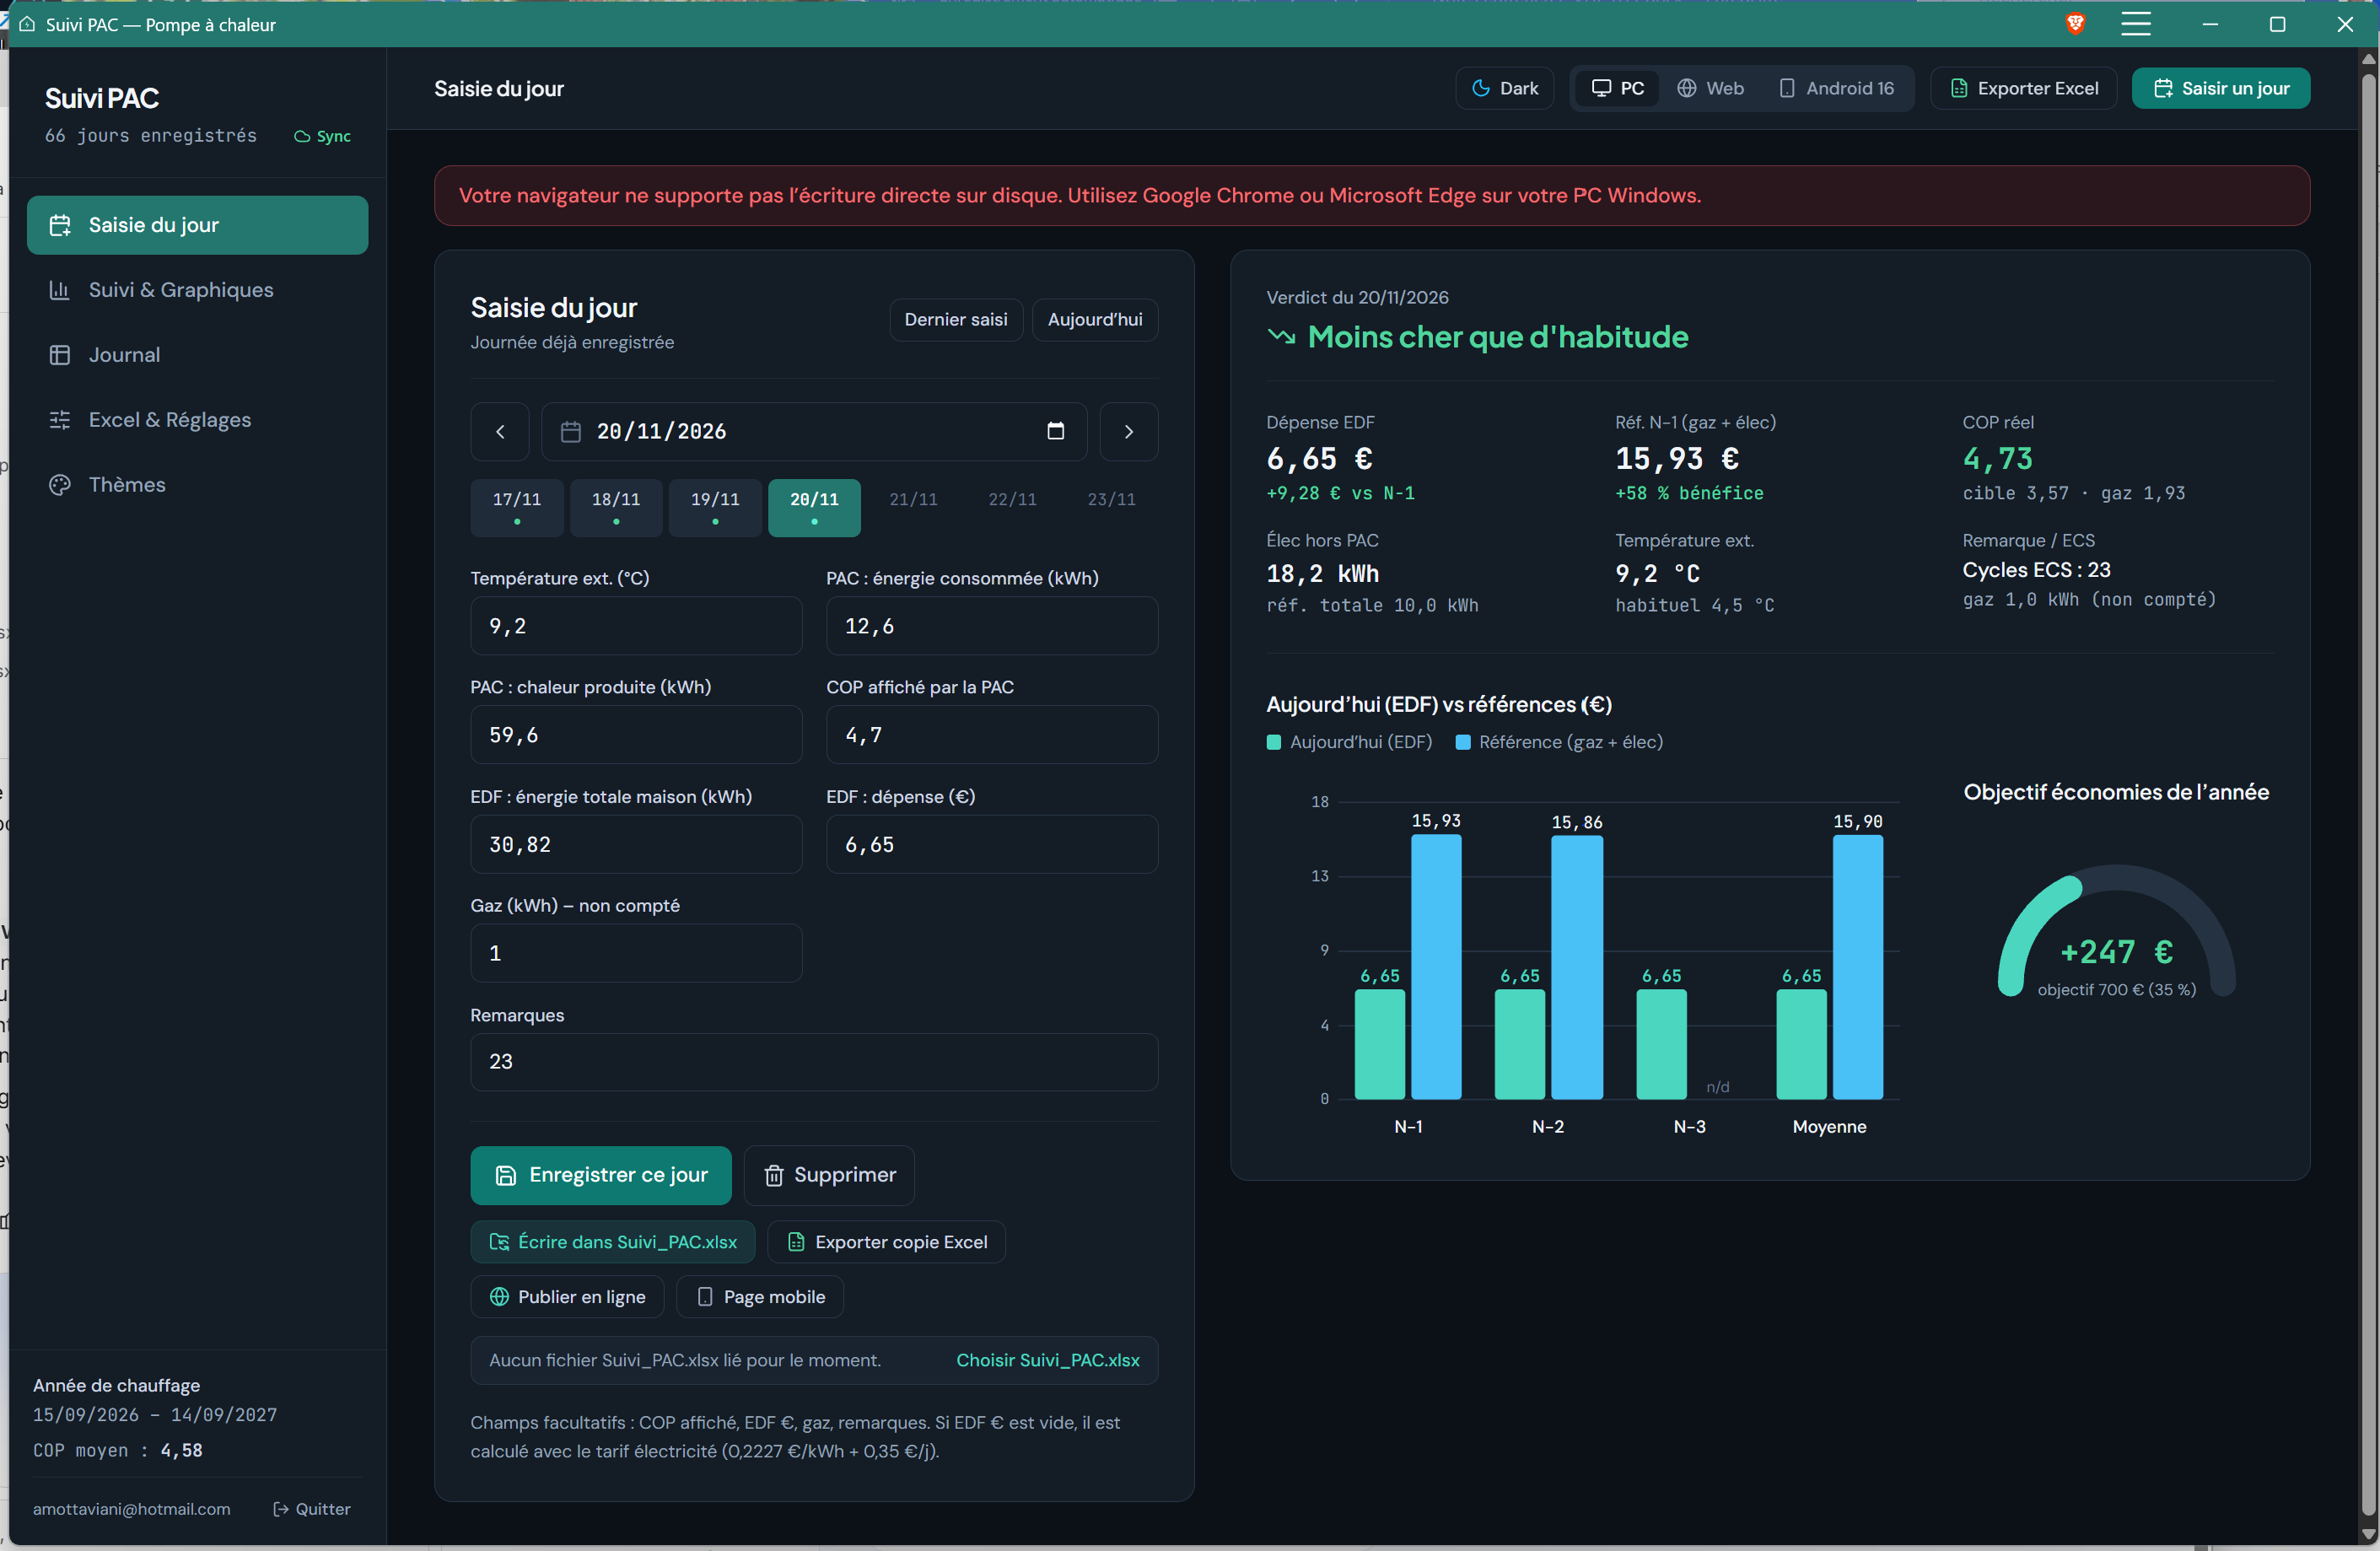 Suivi PAC — Pompe à chaleur
Suivi PAC
66 jours enregistrés
Sync
Saisie du jour
Suivi & Graphiques
Journal
Excel & Réglages
Thèmes
Année de chauffage
15/09/2026 – 14/09/2027
COP moyen : 4,58
amottaviani@hotmail.com
Quitter
Saisie du jour
Dark
PC
Web
Android 16
Exporter Excel
Saisir un jour
Votre navigateur ne supporte pas l’écriture directe sur disque. Utilisez Google Chrome ou Microsoft Edge sur votre PC Windows.
Saisie du jour
Journée déjà enregistrée
Dernier saisi
Aujourd’hui
20/11/2026
17/11
18/11
19/11
20/11
21/11
22/11
23/11
Température ext. (°C)
9,2
PAC : énergie consommée (kWh)
12,6
PAC : chaleur produite (kWh)
59,6
COP affiché par la PAC
4,7
EDF : énergie totale maison (kWh)
30,82
EDF : dépense (€)
6,65
Gaz (kWh) – non compté
1
Remarques
23
Enregistrer ce jour
Supprimer
Écrire dans Suivi_PAC.xlsx
Exporter copie Excel
Publier en ligne
Page mobile
Aucun fichier Suivi_PAC.xlsx lié pour le moment.
Choisir Suivi_PAC.xlsx
Champs facultatifs : COP affiché, EDF €, gaz, remarques. Si EDF € est vide, il est
calculé avec le tarif électricité (0,2227 €/kWh + 0,35 €/j).
Verdict du 20/11/2026
Moins cher que d'habitude
Dépense EDF
6,65 €
+9,28 € vs N-1
Réf. N-1 (gaz + élec)
15,93 €
+58 % bénéfice
COP réel
4,73
cible 3,57 · gaz 1,93
Élec hors PAC
18,2 kWh
réf. totale 10,0 kWh
Température ext.
9,2 °C
habituel 4,5 °C
Remarque / ECS
Cycles ECS : 23
gaz 1,0 kWh (non compté)
Aujourd’hui (EDF) vs références (€)
Aujourd’hui (EDF)
Référence (gaz + élec)
18
13
9
4
0
6,65
15,93
6,65
15,86
6,65
n/d
6,65
15,90
N-1
N-2
N-3
Moyenne
Objectif économies de l’année
+247 €
objectif 700 € (35 %)